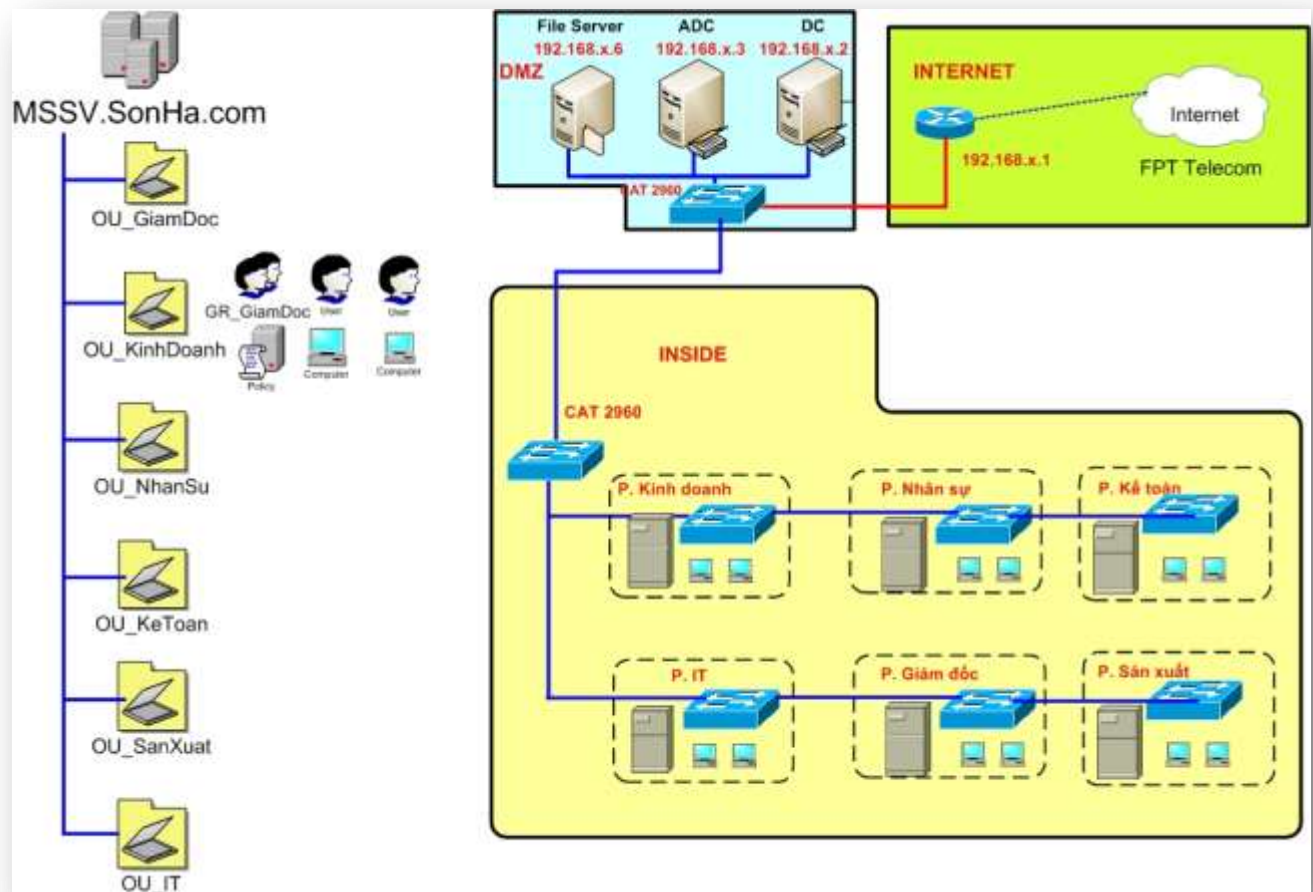 MSSV.SonHa.com
OU_GiamDoc
OU_KinhDoanh
GR_GiamDoc
User
User
Policy
Computer
Computer
OU_NhanSu
OU_KeToan
OU_SanXuat
OU_IT
File Server
ADC
DC
192.168.x.6
192.168.x.3
192.168.x.2
DMZ
CAT 2960
INTERNET
Internet
192.168.x.1
FPT Telecom
INSIDE
CAT 2960
P. Kinh doanh
P. Nhân sự
P. Kế toán
P. IT
P. Giám đốc
P. Sản xuất